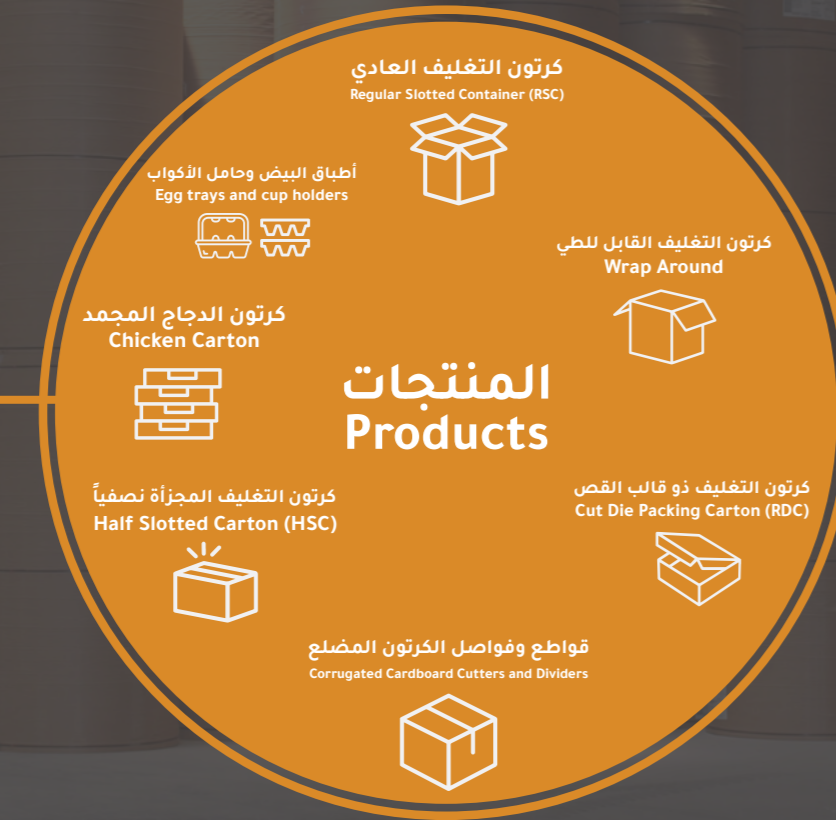 كرتون التغليف العادي
Regular Slotted Container (RSC)
أطباق البيض وحامل الأكواب
Egg trays and cup holders
كرتون التغليف القابل للطي
Wrap Around
كرتون الدجاج المجمد
Chicken Carton
المنتجات
Products
كرتون التغليف المجزأة نصفياً
Half Slotted Carton (HSC)
كرتون التغليف ذو قالب القص
Cut Die Packing Carton (RDC)
قواطع وفواصل الكرتون المضلع
Corrugated Cardboard Cutters and Dividers